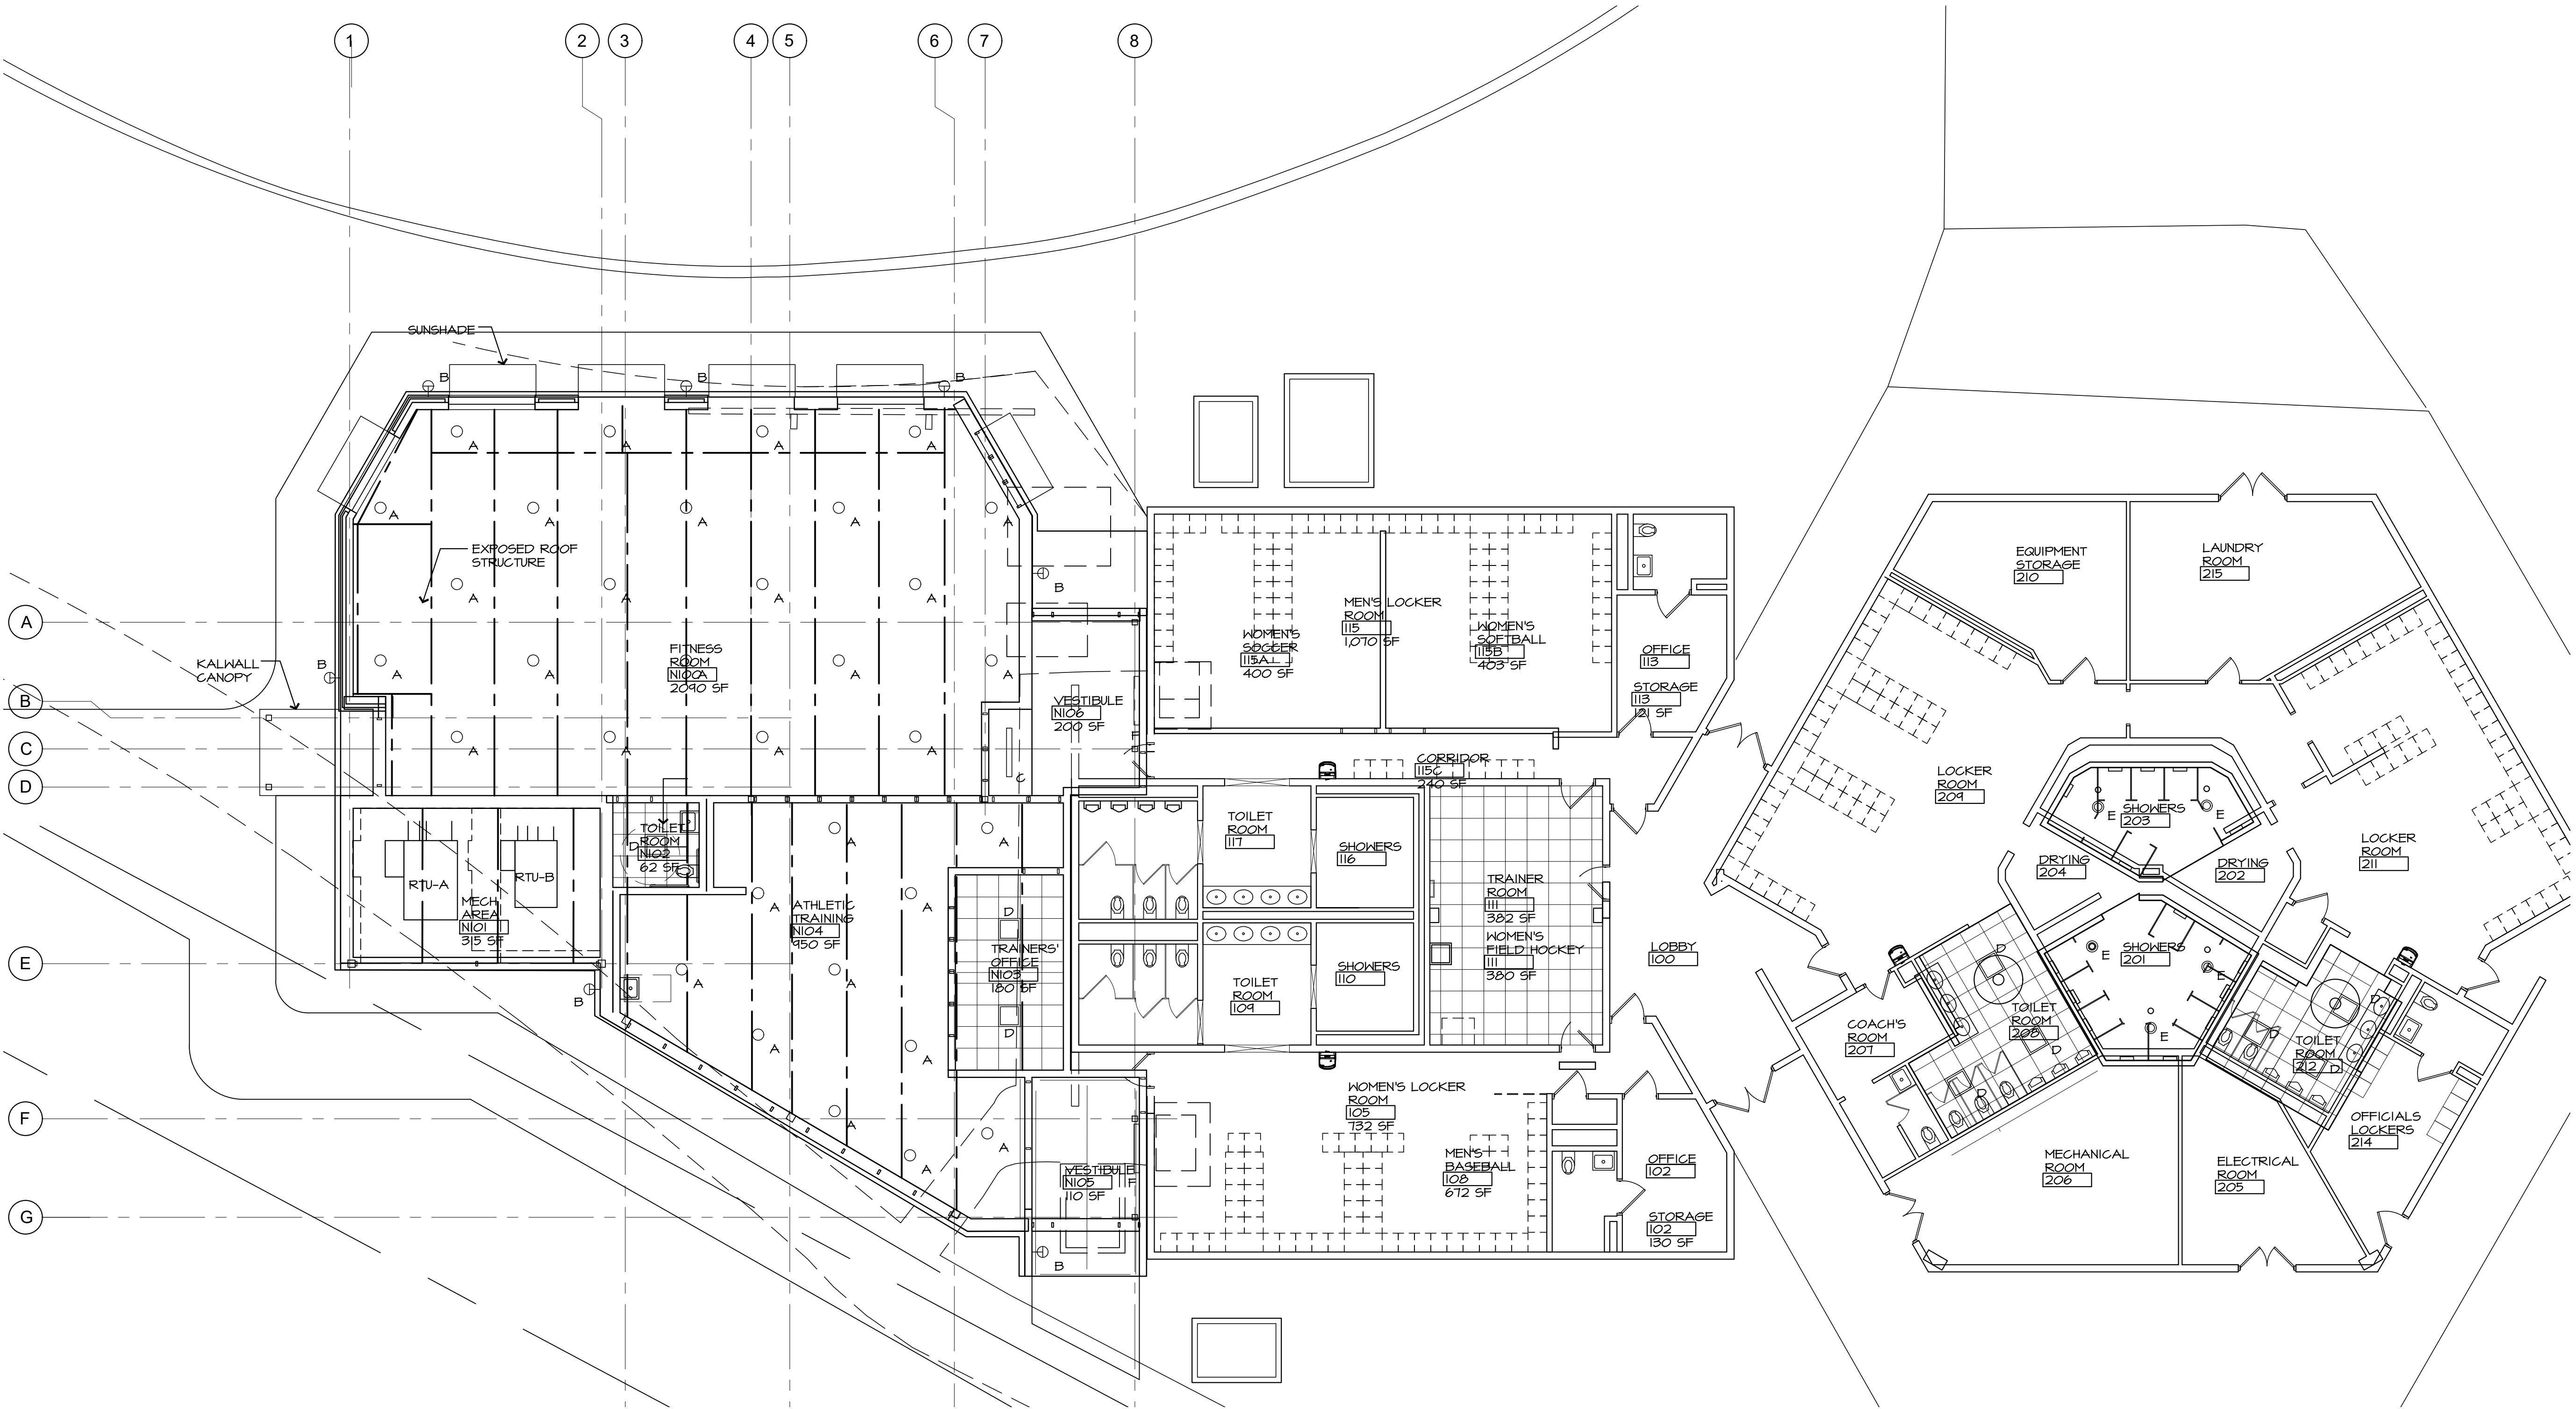 1
2
3
4
5
6
7
8
A
B
C
D
E
F
G
SUNSHADE
B
B
B
A
A
A
A
A
A
A
A
A
EXPOSED ROOF
STRUCTURE
B
A
A
A
A
KALWALL
CANOPY
B
FITNESS
ROOM
N100A
2090 SF
A
A
A
A
VESTIBULE
N106
200 SF
F
A
A
A
A
C
TOILET
ROOM
N102
62 SF
D
RTU-A
RTU-B
MECH
AREA
N101
315 SF
A
A
A
A
ATHLETIC
TRAINING
N104
950 SF
A
A
A
A
A
A
A
B
D
TRAINERS'
OFFICE
N103
180 SF
D
VESTIBULE
N105
110 SF
F
B
WOMEN'S
SOCCER
115A
400 SF
MEN'S LOCKER
ROOM
115
1,070 SF
WOMEN'S
SOFTBALL
115B
403 SF
OFFICE
113
STORAGE
113
121 SF
CORRIDOR
115C
240 SF
TOILET
ROOM
117
SHOWERS
116
TRAINER
ROOM
111
382 SF
WOMEN'S
FIELD HOCKEY
111
380 SF
LOBBY
100
TOILET
ROOM
109
SHOWERS
110
WOMEN'S LOCKER
ROOM
105
732 SF
MEN'S
BASEBALL
108
672 SF
OFFICE
102
STORAGE
102
130 SF
EQUIPMENT
STORAGE
210
LAUNDRY
ROOM
215
LOCKER
ROOM
209
SHOWERS
203
E
E
LOCKER
ROOM
211
DRYING
204
DRYING
202
SHOWERS
201
E
E
E
COACH'S
ROOM
207
D
TOILET
ROOM
208
D
D
D
D
TOILET
ROOM
212
D
OFFICIALS
LOCKERS
214
MECHANICAL
ROOM
206
ELECTRICAL
ROOM
205